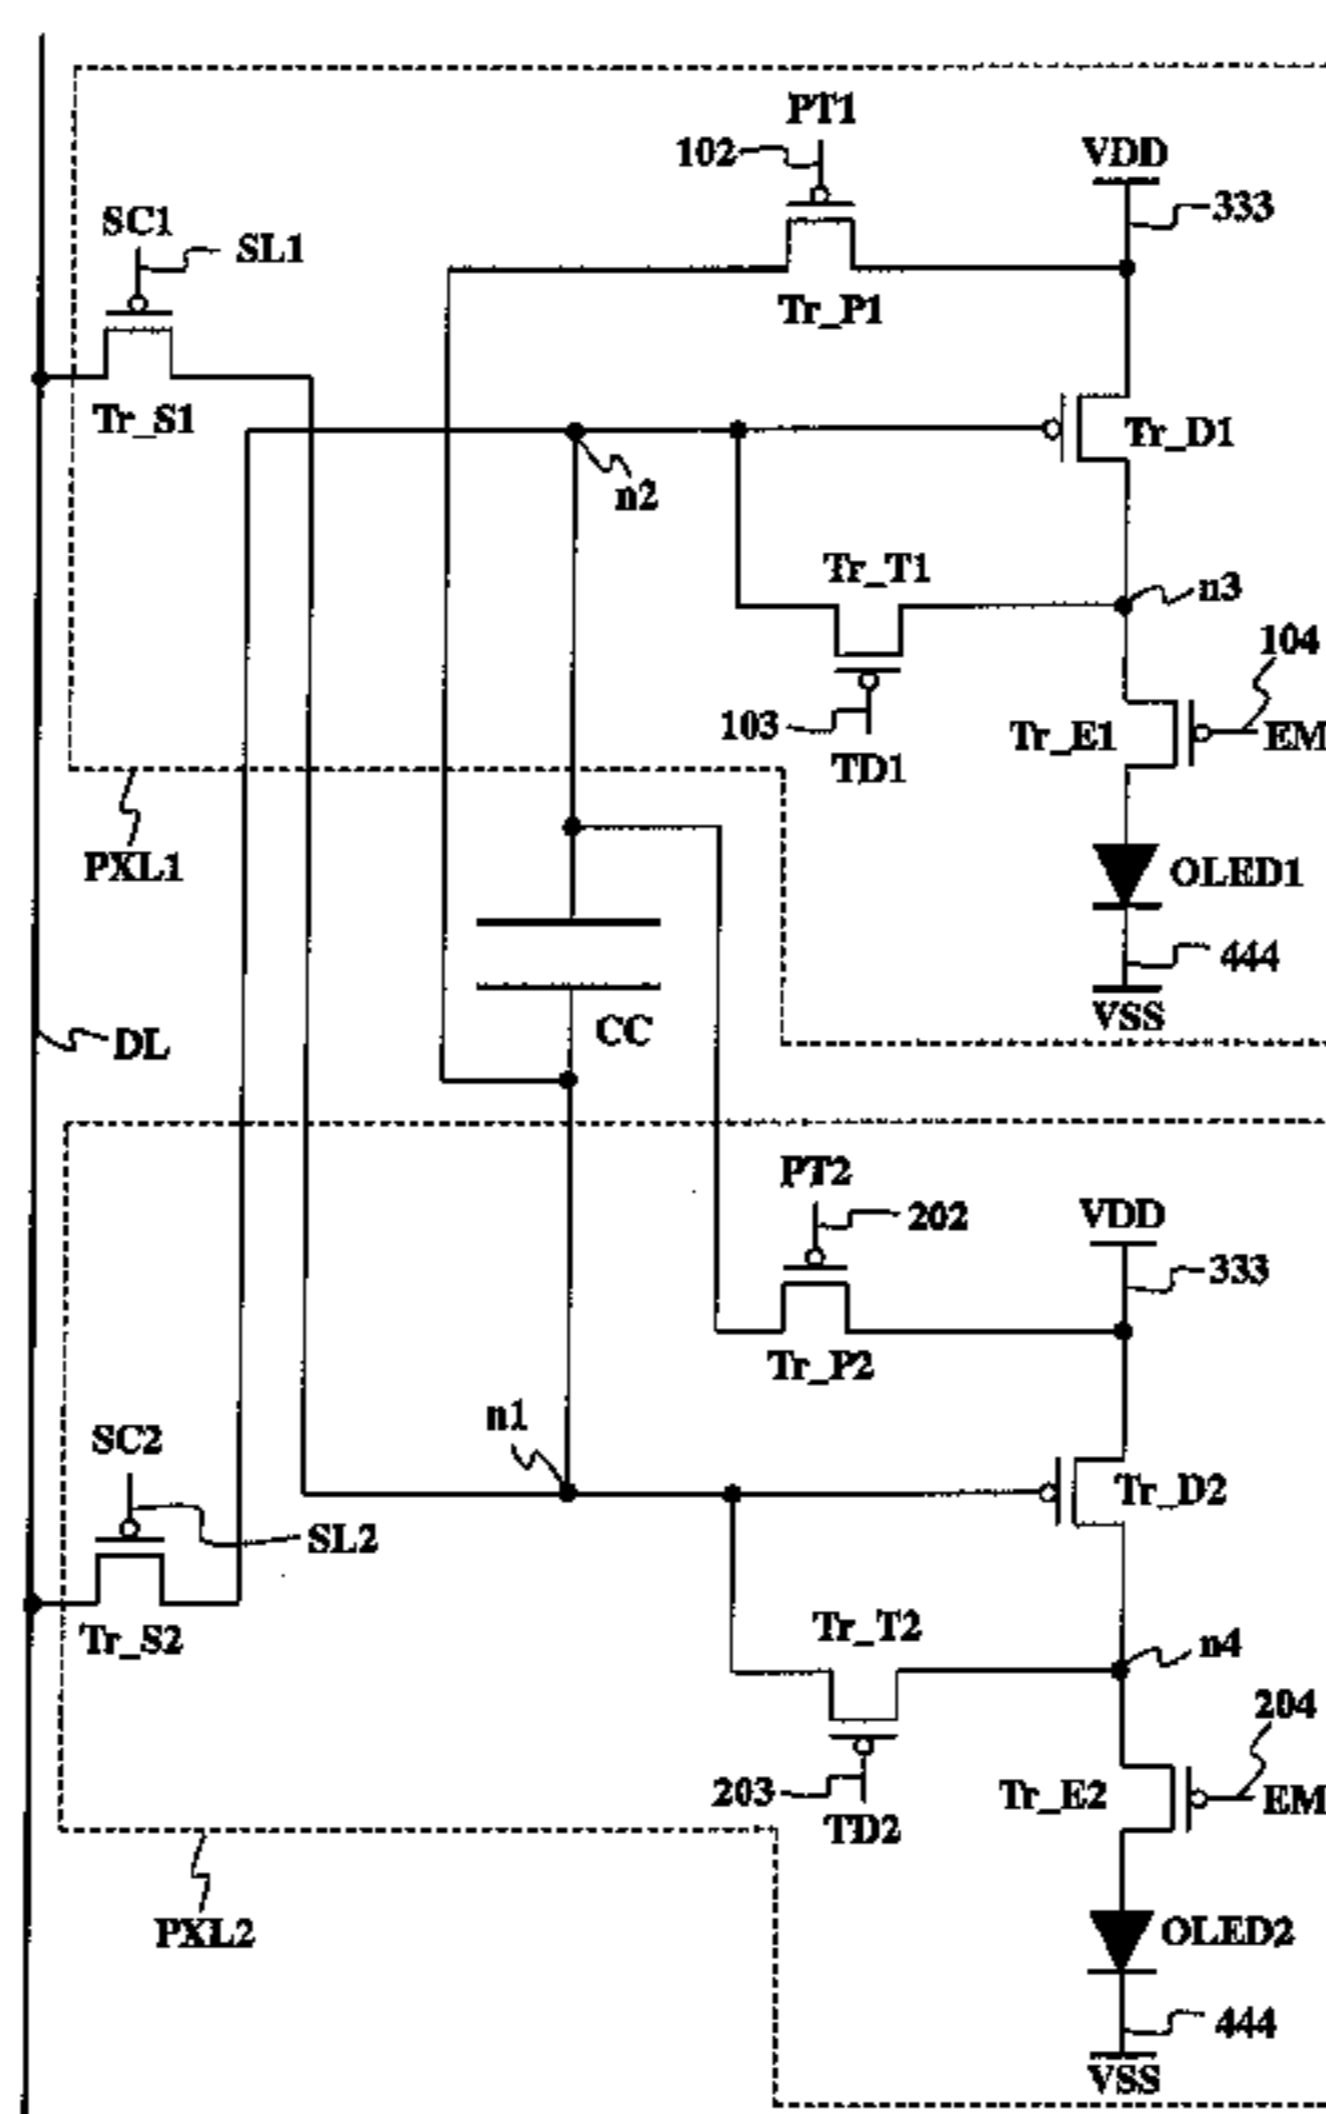 PT1
102
VDD
333
SC1
SL1
Tr_P1
Tr_S1
Tr_D1
n2
Tr_T1
n3
104
103
Tr_E1
EM
TD1
PXL1
OLED1
444
VSS
CC
DL
PT2
202
VDD
333
Tr_P2
n1
SC2
SL2
Tr_D2
Tr_S2
Tr_T2
n4
204
203
Tr_E2
EM
TD2
PXL2
OLED2
444
VSS